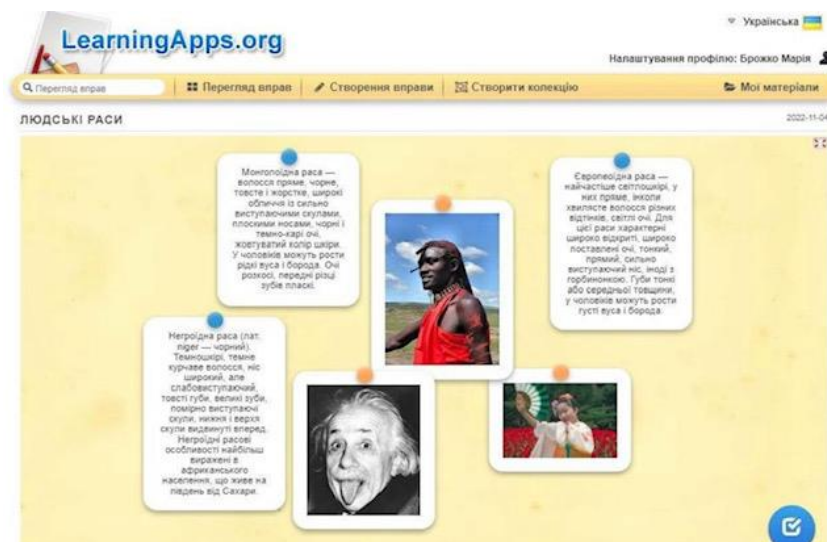 LearningApps.org
Українська
Налаштування профілю: Брожко Марія
Перегляд вправ
Перегляд вправ
Створення вправи
Створити колекцію
Мої матеріали
ЛЮДСЬКІ РАСИ
2022-11-04
Монголоїдна раса —
волосся пряме, чорне,
товсте і жорстке, широкі
обличчя із сильно
виступаючими скулами,
плоскими носами, чорні і
темно-карі очі,
жовтуватий колір шкіри.
У чоловіків можуть рости
рідкі вуса і борода. Очі
розкосі, передні різці
зубів пласкі.
Європеоїдна раса —
найчастіше світлошкірі, у
них пряме, інколи
хвилясте волосся різних
відтінків, світлі очі. Для
цієї раси характерні
широко відкриті, широко
поставлені очі, тонкий,
прямий, сильно
виступаючий ніс, іноді з
горбинкою. Губи тонкі
або середньої товщини,
у чоловіків можуть рости
густі вуса і борода.
Негроїдна раса (лат.
niger — чорний).
Темношкірі, темне
курчаве волосся, ніс
широкий, але
слабовиступаючий,
товсті губи, великі зуби,
помірно виступаючі
скули, нижня і верхя
скули видвинуті вперед.
Негроїдні расові
особливості найбільш
виражені в
африканського
населення, що живе на
південь від Сахари.